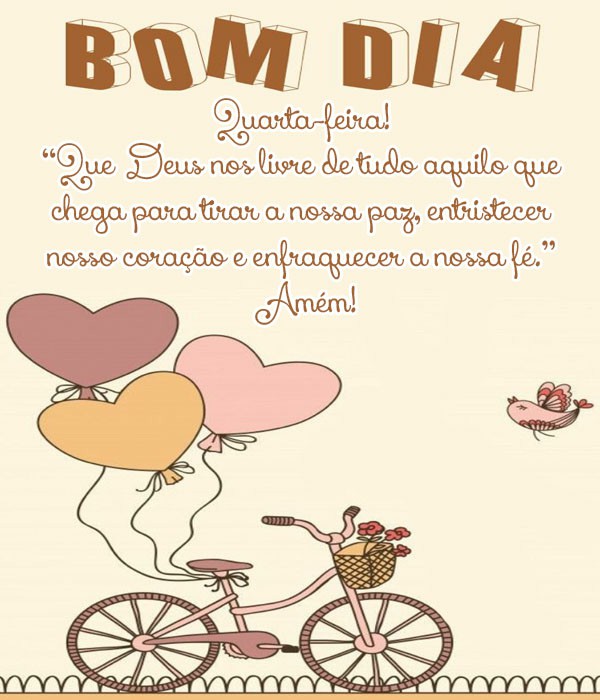 BOM DIA
Quarta-feira!
“Que Deus nos livre de tudo aquilo que
chega para tirar a nossa paz, entristecer
nosso coração e enfraquecer a nossa fé.”
Amém!